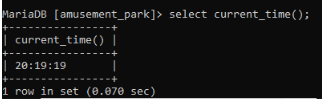 MariaDB [amusement_park]> select current_time();
+----------------+
| current_time() |
+----------------+
| 20:19:19       |
+----------------+
1 row in set (0.070 sec)